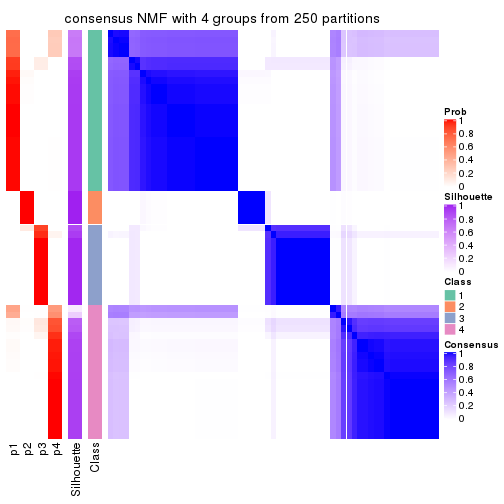 consensus NMF with 4 groups from 250 partitions
Prob
1
0.8
0.6
0.4
0.2
0
Silhouette
1
0.8
0.6
0.4
0.2
0
Class
1
2
3
4
Consensus
1
0.8
0.6
0.4
0.2
0
p1
p2
p3
p4
Silhouette
Class